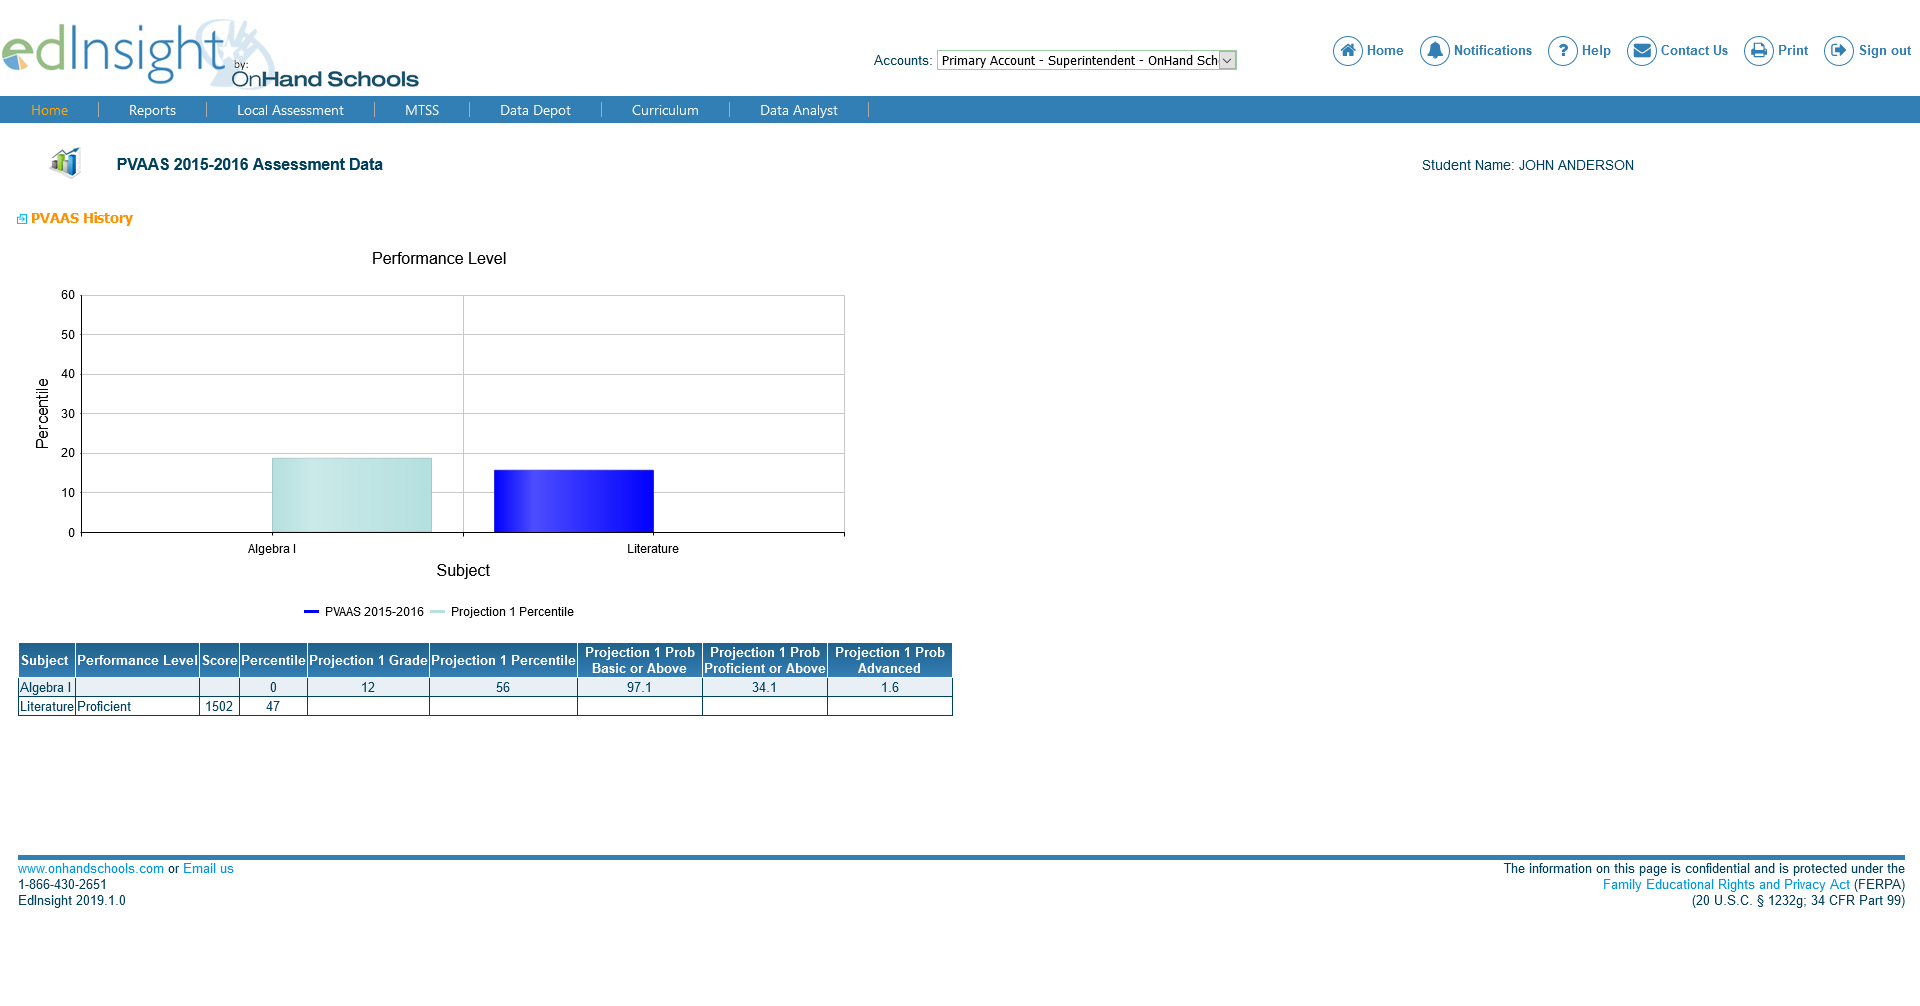 edInsight
by:
OnHand Schools
Accounts: Primary Account - Superintendent - OnHand Sch
Home
Notifications
? Help
Contact Us
Print
Sign out
Home
Reports
Local Assessment
MTSS
Data Depot
Curriculum
Data Analyst
PVAAS 2015-2016 Assessment Data
Student Name: JOHN ANDERSON
PVAAS History
Performance Level
60
50
40
30
20
10
0
Percentile
Algebra I
Literature
Subject
PVAAS 2015-2016
Projection 1 Percentile
Subject Performance Level Score Percentile Projection 1 Grade Projection 1 Percentile Projection 1 Prob Basic or Above Projection 1 Prob Proficient or Above Projection 1 Prob Advanced
Algebra I 0 12 56 97.1 34.1 1.6
Literature Proficient 1502 47
www.onhandschools.com or Email us
1-866-430-2651
EdInsight 2019.1.0
The information on this page is confidential and is protected under the
Family Educational Rights and Privacy Act (FERPA)
(20 U.S.C. § 1232g; 34 CFR Part 99)